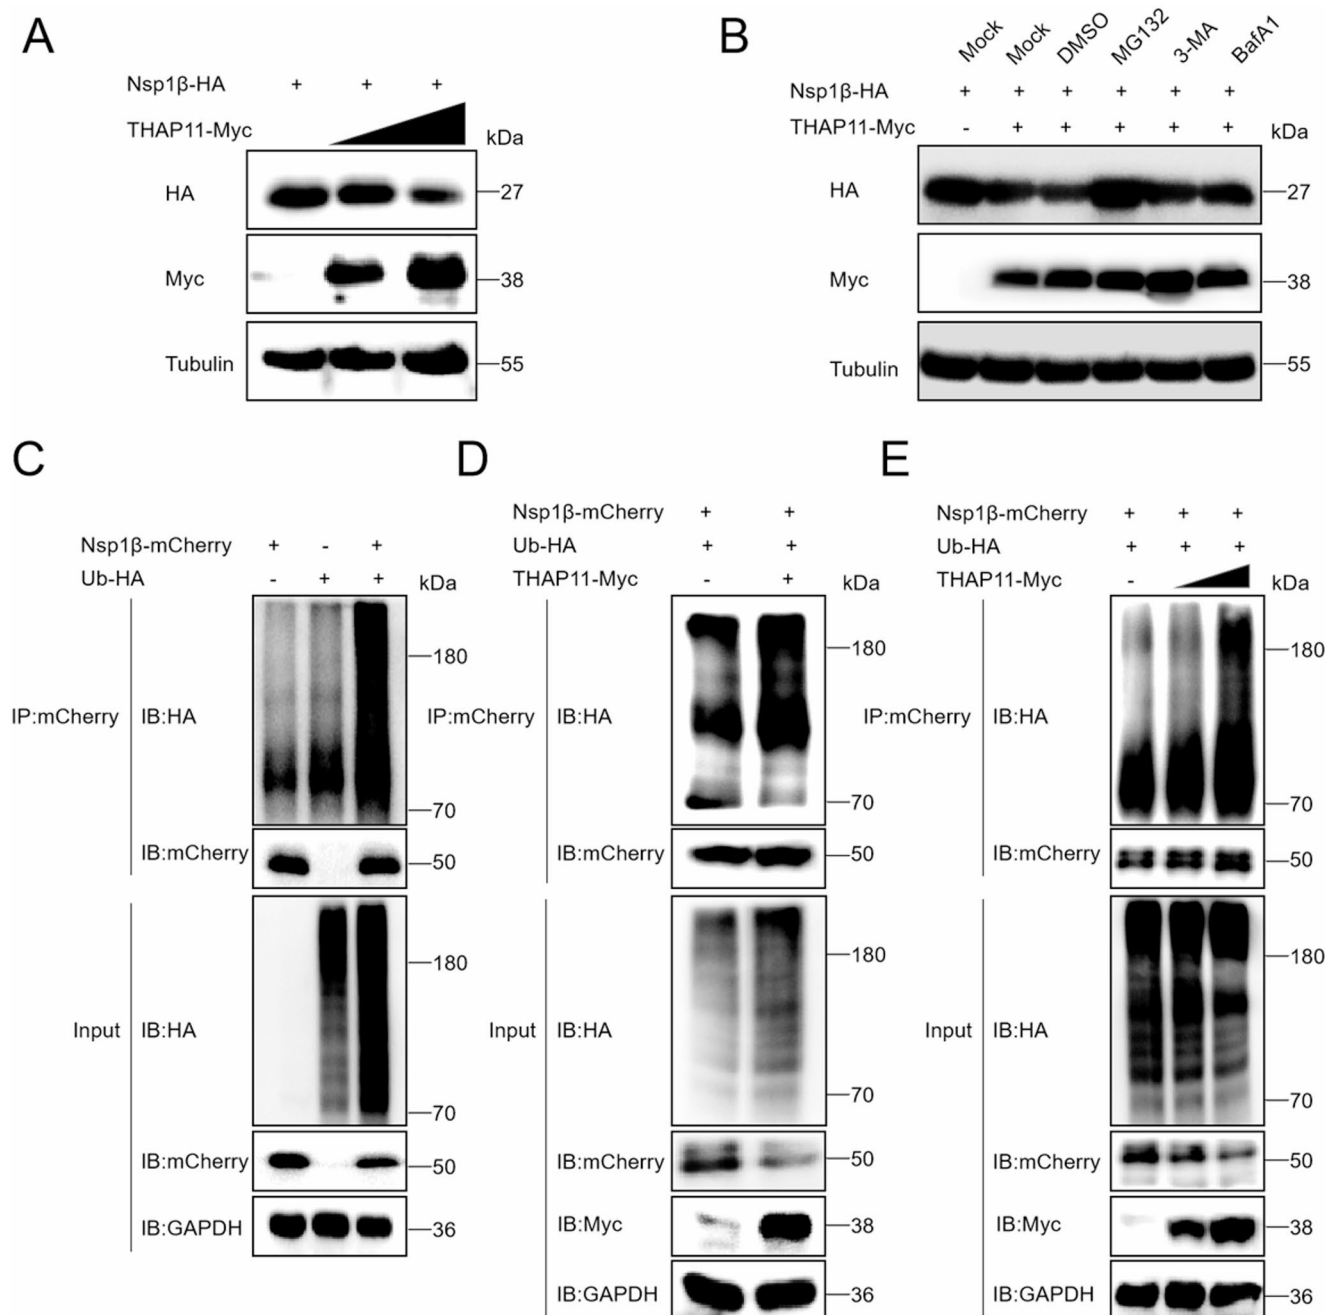 A
Nsp1β-HA + + +
THAP11-Myc kDa
HA 27
Myc 38
Tubulin 55
B
Mock Mock DMSO MG132 3-MA BafA1
Nsp1β-HA + + + + + +
THAP11-Myc - + + + + + kDa
HA 27
Myc 38
Tubulin 55
C
Nsp1β-mCherry + - +
Ub-HA - + + kDa
IP:mCherry IB:HA 180
70
IB:mCherry 50
Input IB:HA 180
70
IB:mCherry 50
IB:GAPDH 36
D
Nsp1β-mCherry + +
Ub-HA + +
THAP11-Myc - + kDa
IP:mCherry IB:HA 180
70
IB:mCherry 50
Input IB:HA 180
70
IB:mCherry 50
IB:Myc 38
IB:GAPDH 36
E
Nsp1β-mCherry + + +
Ub-HA + + +
THAP11-Myc - kDa
IP:mCherry IB:HA 180
70
IB:mCherry 50
Input IB:HA 180
70
IB:mCherry 50
IB:Myc 38
IB:GAPDH 36